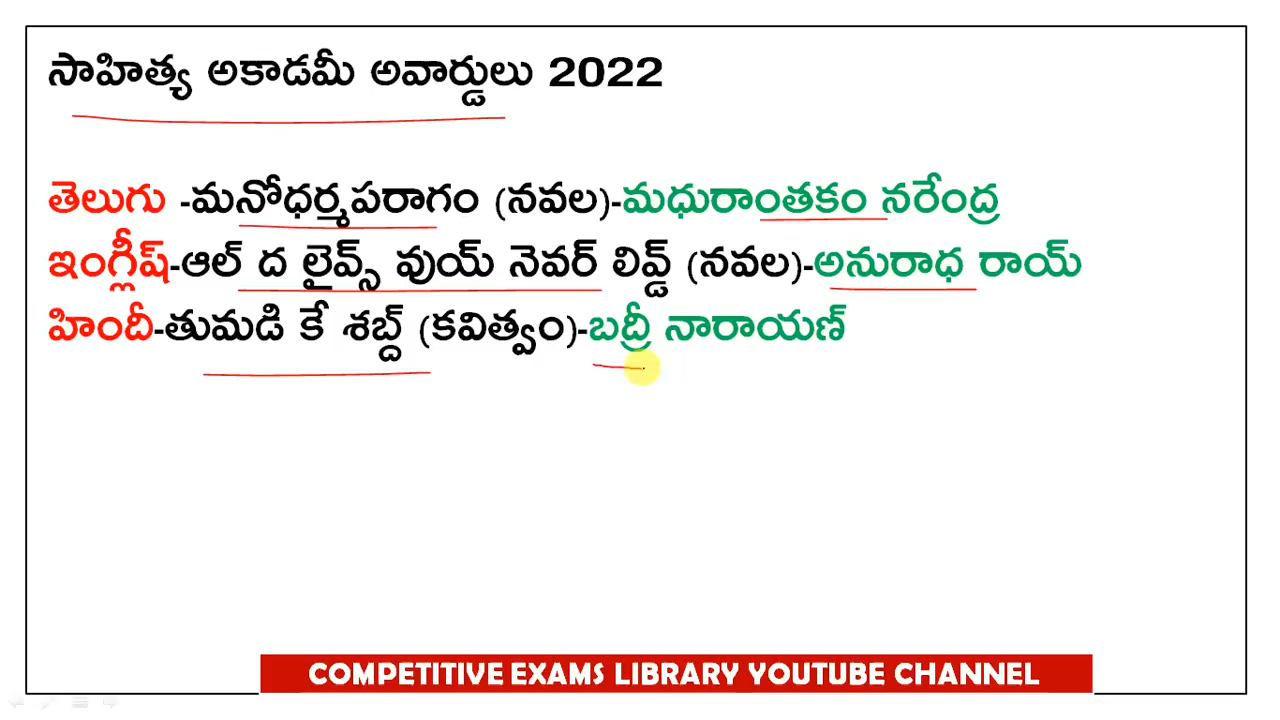 సాహిత్య అకాడమీ అవార్డులు 2022
తెలుగు -మనోధర్మపరాగం (నవల)-మధురాంతకం నరేంద్ర
ఇంగ్లీష్-ఆల్ ద లైవ్స్ వుయ్ నెవర్ లివ్డ్ (నవల)-అనురాధ రాయ్
హిందీ-తుమడి కే శబ్ద్ (కవిత్వం)-బద్రీ నారాయణ్
COMPETITIVE EXAMS LIBRARY YOUTUBE CHANNEL